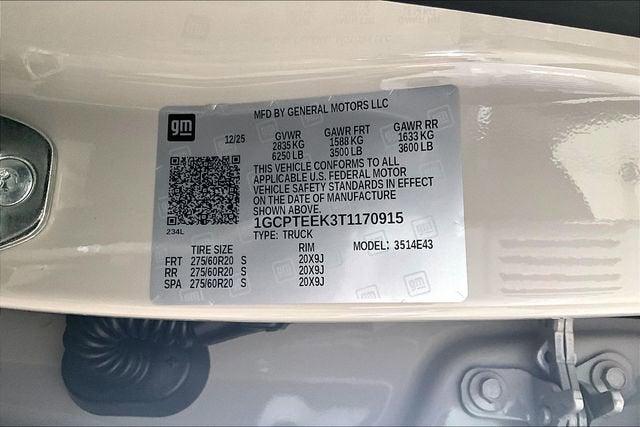 MFD BY GENERAL MOTORS LLC
gm
12/25
GVWR GAWR FRT GAWR RR
2835 KG 1588 KG 1633 KG
6250 LB 3500 LB 3600 LB
THIS VEHICLE CONFORMS TO ALL
APPLICABLE U.S. FEDERAL MOTOR
VEHICLE SAFETY STANDARDS IN EFFECT
ON THE DATE OF MANUFACTURE
SHOWN ABOVE.
234L
1GCPTEEK3T1170915
TYPE: TRUCK
TIRE SIZE RIM MODEL: 3514E43
FRT 275/60R20 S 20X9J
RR 275/60R20 S 20X9J
SPA 275/60R20 S 20X9J